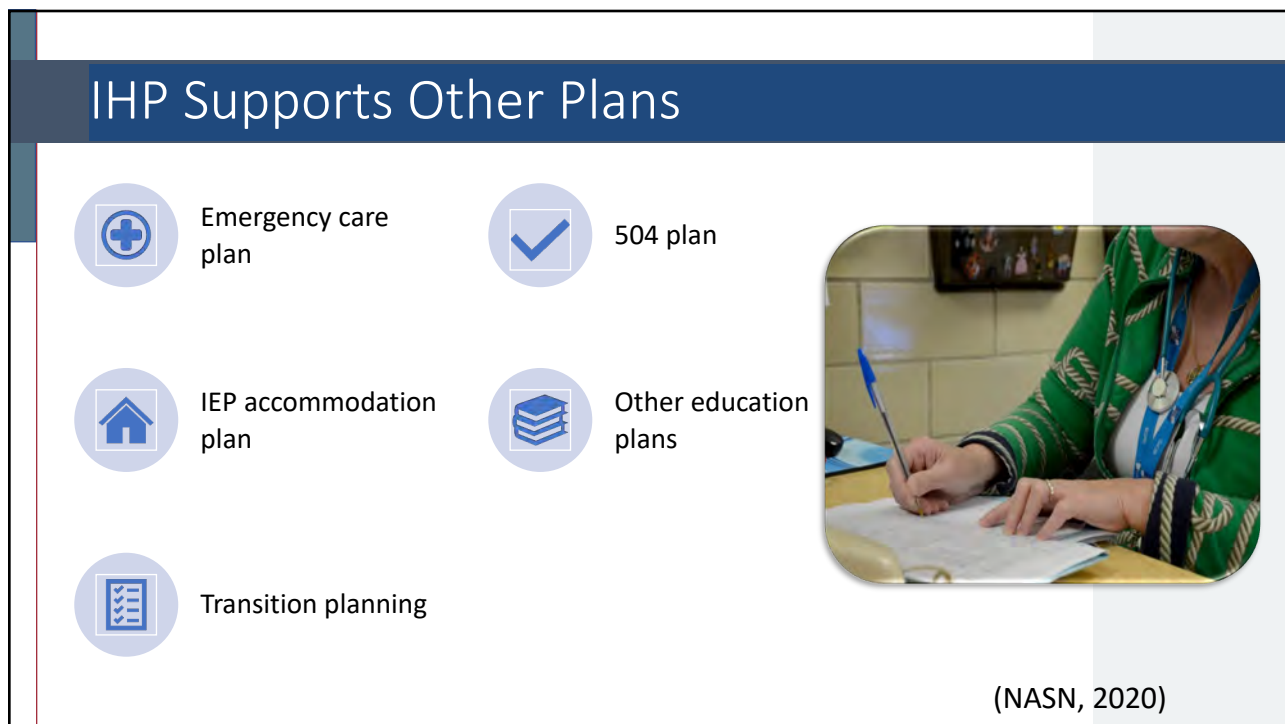 IHP Supports Other Plans
Emergency care
plan
504 plan
IEP accommodation
plan
Other education
plans
Transition planning
(NASN, 2020)